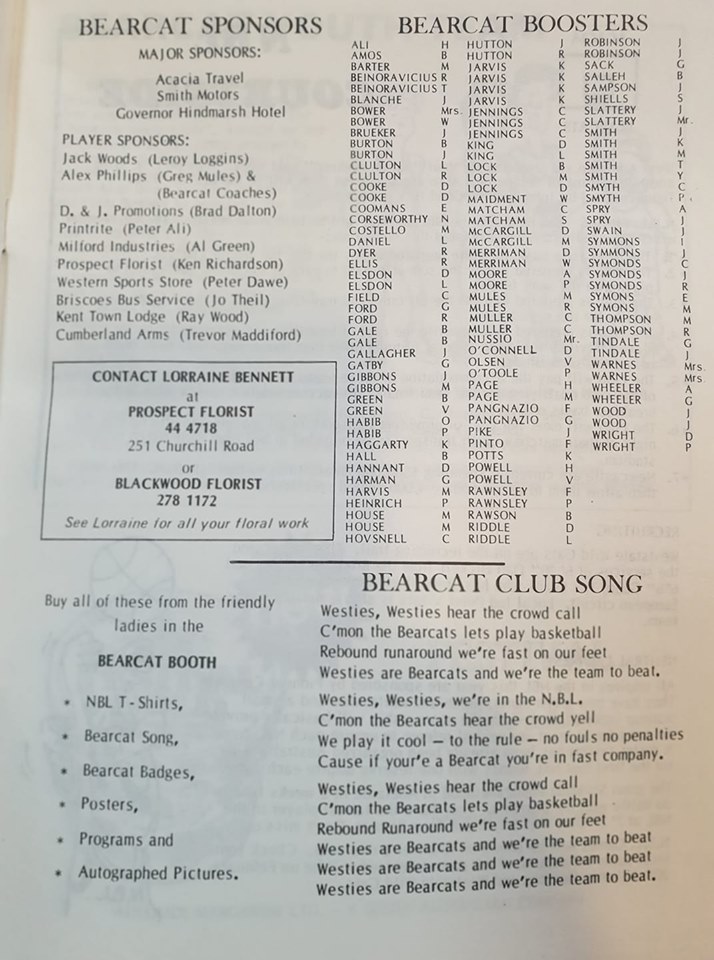 BEARCAT SPONSORS
MAJOR SPONSORS:
Acacia Travel
Smith Motors
Governor Hindmarsh Hotel
PLAYER SPONSORS:
Jack Woods (Leroy Loggins)
Alex Phillips (Greg Mules) &
(Bearcat Coaches)
D. & J. Promotions (Brad Dalton)
Printrite (Peter Ali)
Milford Industries (Al Green)
Prospect Florist (Ken Richardson)
Western Sports Store (Peter Dawe)
Briscoes Bus Service (Jo Theil)
Kent Town Lodge (Ray Wood)
Cumberland Arms (Trevor Maddiford)
CONTACT LORRAINE BENNETT
at
PROSPECT FLORIST
44 4718
251 Churchill Road
or
BLACKWOOD FLORIST
278 1172
See Lorraine for all your floral work
BEARCAT BOOSTERS
ALI H
AMOS B
BARTER M
BEINORAVICIUS R
BEINORAVICIUS T
BLANCHE J
BOWER Mrs.
BOWER W
BRUEKER J
BURTON B
BURTON J
CLULTON L
CLULTON R
COOKE D
COOKE D
COOMANS E
CORSEWORTHY N
COSTELLO M
DANIEL L
DYER R
ELLIS R
ELSDON D
ELSDON L
FIELD C
FORD G
FORD R
GALE B
GALE B
GALLAGHER J
GATBY G
GIBBONS J
GIBBONS M
GREEN B
GREEN V
HABIB O
HABIB P
HAGGARTY K
HALL B
HANNANT D
HARMAN G
HARVIS M
HEINRICH P
HOUSE M
HOUSE M
HOVSNELL C
HUTTON J
HUTTON R
JARVIS K
JARVIS K
JARVIS K
JARVIS K
JENNINGS C
JENNINGS C
JENNINGS C
KING D
KING L
LOCK B
LOCK M
LOCK D
MAIDMENT W
MATCHAM C
MATCHAM S
McCARGILL D
McCARGILL M
MERRIMAN D
MERRIMAN W
MOORE A
MOORE P
MULES M
MULES R
MULLER C
MULLER C
NUSSIO Mr.
O'CONNELL D
OLSEN V
O'TOOLE P
PAGE H
PAGE M
PANGNAZIO F
PANGNAZIO G
PIKE J
PINTO F
POTTS K
POWELL H
POWELL V
RAWNSLEY F
RAWNSLEY P
RAWSON B
RIDDLE D
RIDDLE L
ROBINSON J
ROBINSON J
SACK G
SALLEH B
SAMPSON J
SHIELLS S
SLATTERY J
SLATTERY Mr.
SMITH J
SMITH K
SMITH M
SMITH T
SMITH Y
SMYTH C
SMYTH P
SPRY A
SPRY J
SWAIN J
SYMMONS I
SYMMONS J
SYMONDS C
SYMONDS J
SYMONDS R
SYMONS E
SYMONS M
THOMPSON M
THOMPSON R
TINDALE G
TINDALE J
WARNES Mrs.
WARNES Mrs.
WHEELER A
WHEELER G
WOOD J
WOOD J
WRIGHT D
WRIGHT P
Buy all of these from the friendly
ladies in the
BEARCAT BOOTH
• NBL T-Shirts,
• Bearcat Song,
• Bearcat Badges,
• Posters,
• Programs and
• Autographed Pictures.
BEARCAT CLUB SONG
Westies, Westies hear the crowd call
C'mon the Bearcats lets play basketball
Rebound runaround we're fast on our feet
Westies are Bearcats and we're the team to beat.
Westies, Westies, we're in the N.B.L.
C'mon the Bearcats hear the crowd yell
We play it cool — to the rule — no fouls no penalties
Cause if your'e a Bearcat you're in fast company.
Westies, Westies hear the crowd call
C'mon the Bearcats lets play basketball
Rebound Runaround we're fast on our feet
Westies are Bearcats and we're the team to beat
Westies are Bearcats and we're the team to beat
Westies are Bearcats and we're the team to beat.